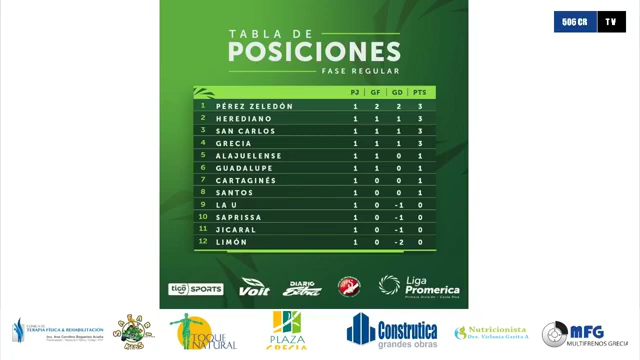 506 CR TV
TABLA DE
POSICIONES
FASE REGULAR
PJ GF GD PTS
1 PÉREZ ZELEDÓN 1 2 2 3
2 HEREDIANO 1 1 1 3
3 SAN CARLOS 1 1 1 3
4 GRECIA 1 1 1 3
5 ALAJUELENSE 1 1 0 1
6 GUADALUPE 1 1 0 1
7 CARTAGINÉS 1 0 0 1
8 SANTOS 1 0 0 1
9 LA U 1 0 -1 0
10 SAPRISSA 1 0 -1 0
11 JICARAL 1 0 -1 0
12 LIMÓN 1 0 -2 0
tigo SPORTS
Voit
DIARIO
Extra
Liga
Promerica
TERAPIA FÍSICA & REHABILITACIÓN
TOQUE
NATURAL
PLAZA
GRECIA
Construtica
grandes obras
Nutricionista
MFG
MULTIFRENOS GRECIA